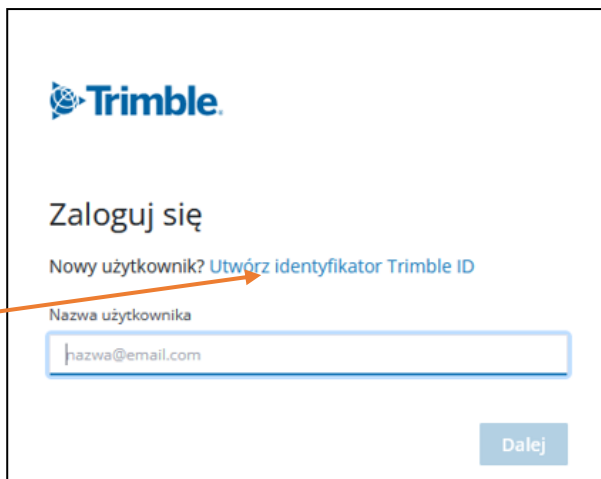 Trimble.
Zaloguj się
Nowy użytkownik? Utwórz identyfikator Trimble ID
Nazwa użytkownika
nazwa@email.com
Dalej